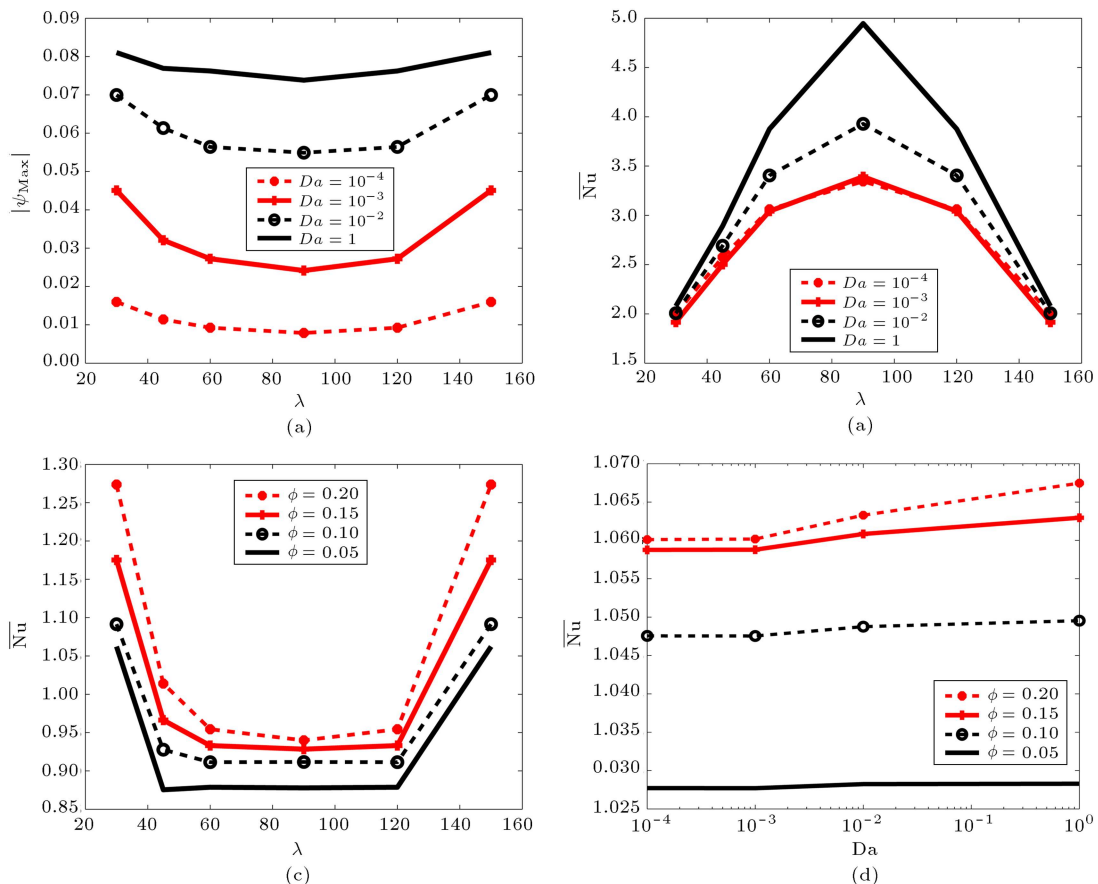 0.09
0.08
0.07
0.06
0.05
0.04
0.03
0.02
0.01
0.00
|ψMax|
Da = 10⁻⁴
Da = 10⁻³
Da = 10⁻²
Da = 1
20 40 60 80 100 120 140 160
λ
(a)
5.0
4.5
4.0
3.5
3.0
2.5
2.0
1.5
N̅u̅
Da = 10⁻⁴
Da = 10⁻³
Da = 10⁻²
Da = 1
20 40 60 80 100 120 140 160
λ
(a)
1.30
1.25
1.20
1.15
1.10
1.05
1.00
0.95
0.90
0.85
N̅u̅
ϕ = 0.20
ϕ = 0.15
ϕ = 0.10
ϕ = 0.05
20 40 60 80 100 120 140 160
λ
(c)
1.070
1.065
1.060
1.055
1.050
1.040
1.035
1.030
1.025
N̅u̅
ϕ = 0.20
ϕ = 0.15
ϕ = 0.10
ϕ = 0.05
10⁻⁴ 10⁻³ 10⁻² 10⁻¹ 10⁰
Da
(d)